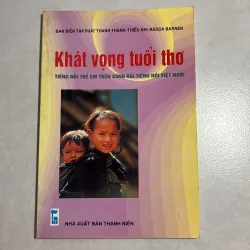 BAN BIÊN TẬP PHÁT THANH THANH-THIẾU NHI-RADDA BARNEN
Khát vọng tuổi thơ
TIẾNG NÓI TRẺ EM TRÊN SÓNG ĐÀI TIẾNG NÓI VIỆT NAM
NHÀ XUẤT BẢN THANH NIÊN